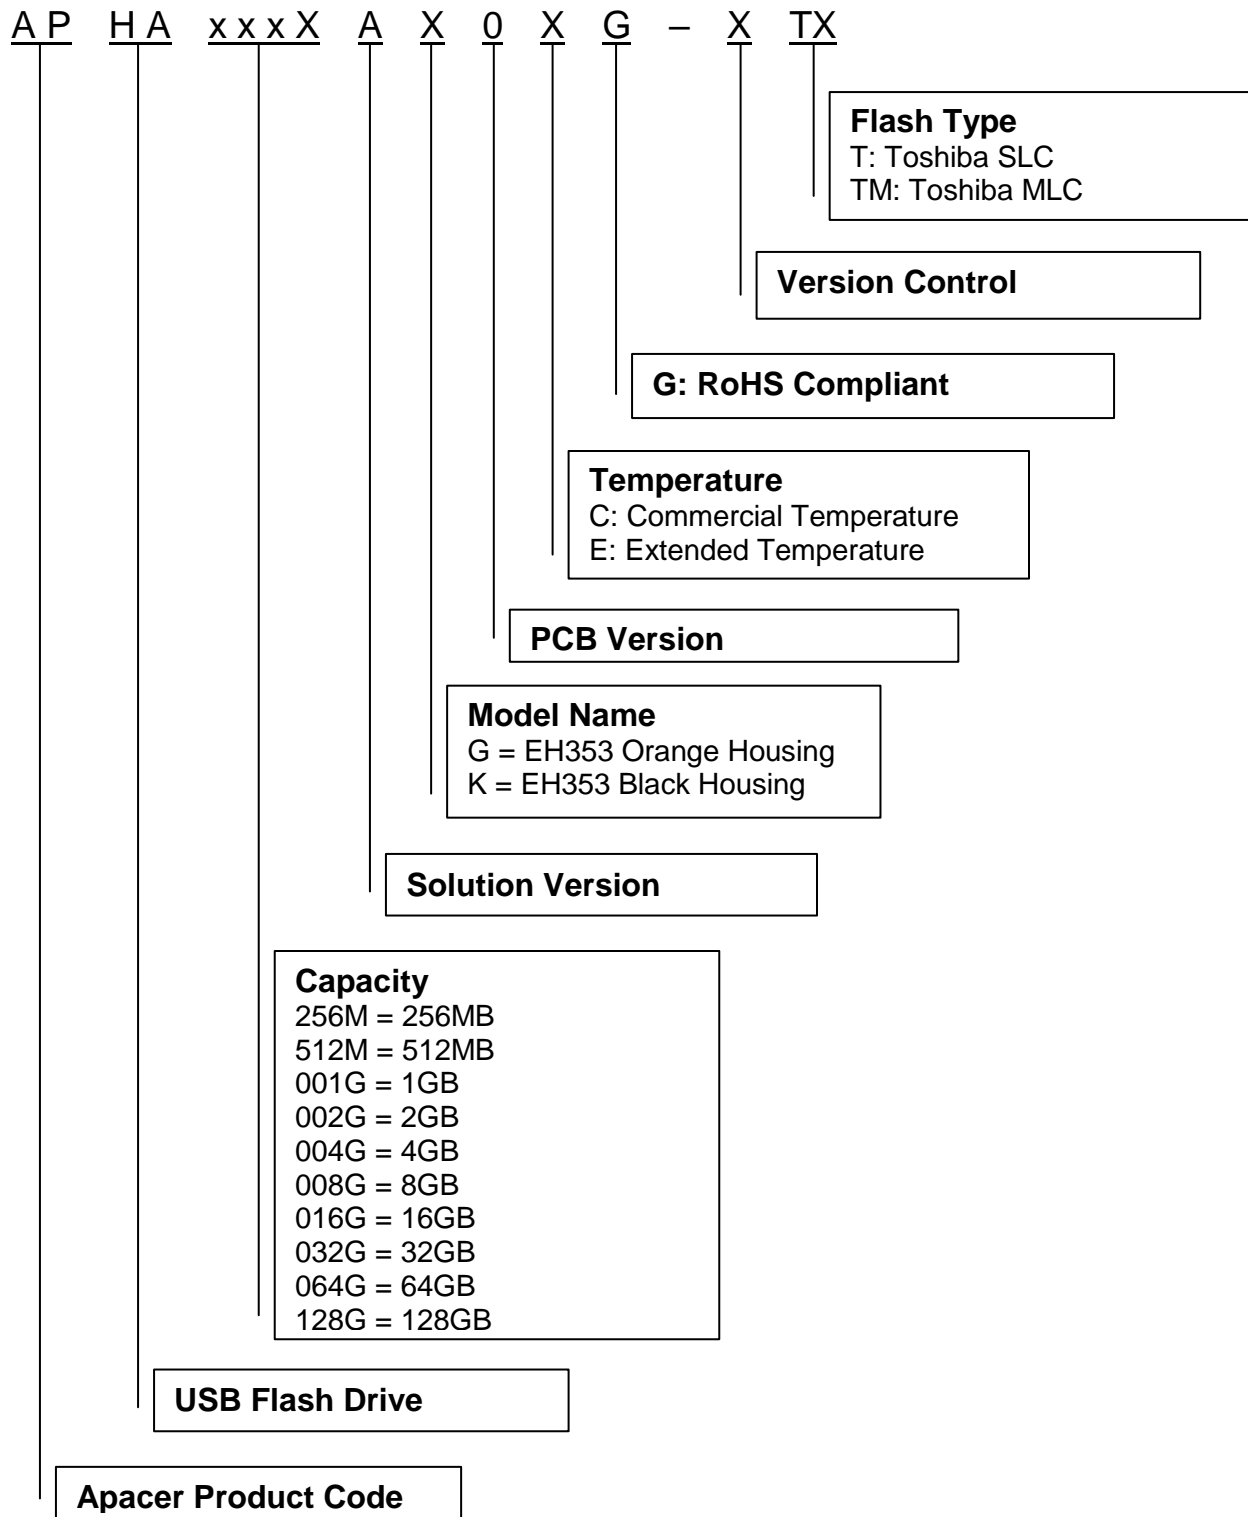 A P H A x x x X A X 0 X G – X TX
Flash Type
T: Toshiba SLC
TM: Toshiba MLC
Version Control
G: RoHS Compliant
Temperature
C: Commercial Temperature
E: Extended Temperature
PCB Version
Model Name
G = EH353 Orange Housing
K = EH353 Black Housing
Solution Version
Capacity
256M = 256MB
512M = 512MB
001G = 1GB
002G = 2GB
004G = 4GB
008G = 8GB
016G = 16GB
032G = 32GB
064G = 64GB
128G = 128GB
USB Flash Drive
Apacer Product Code